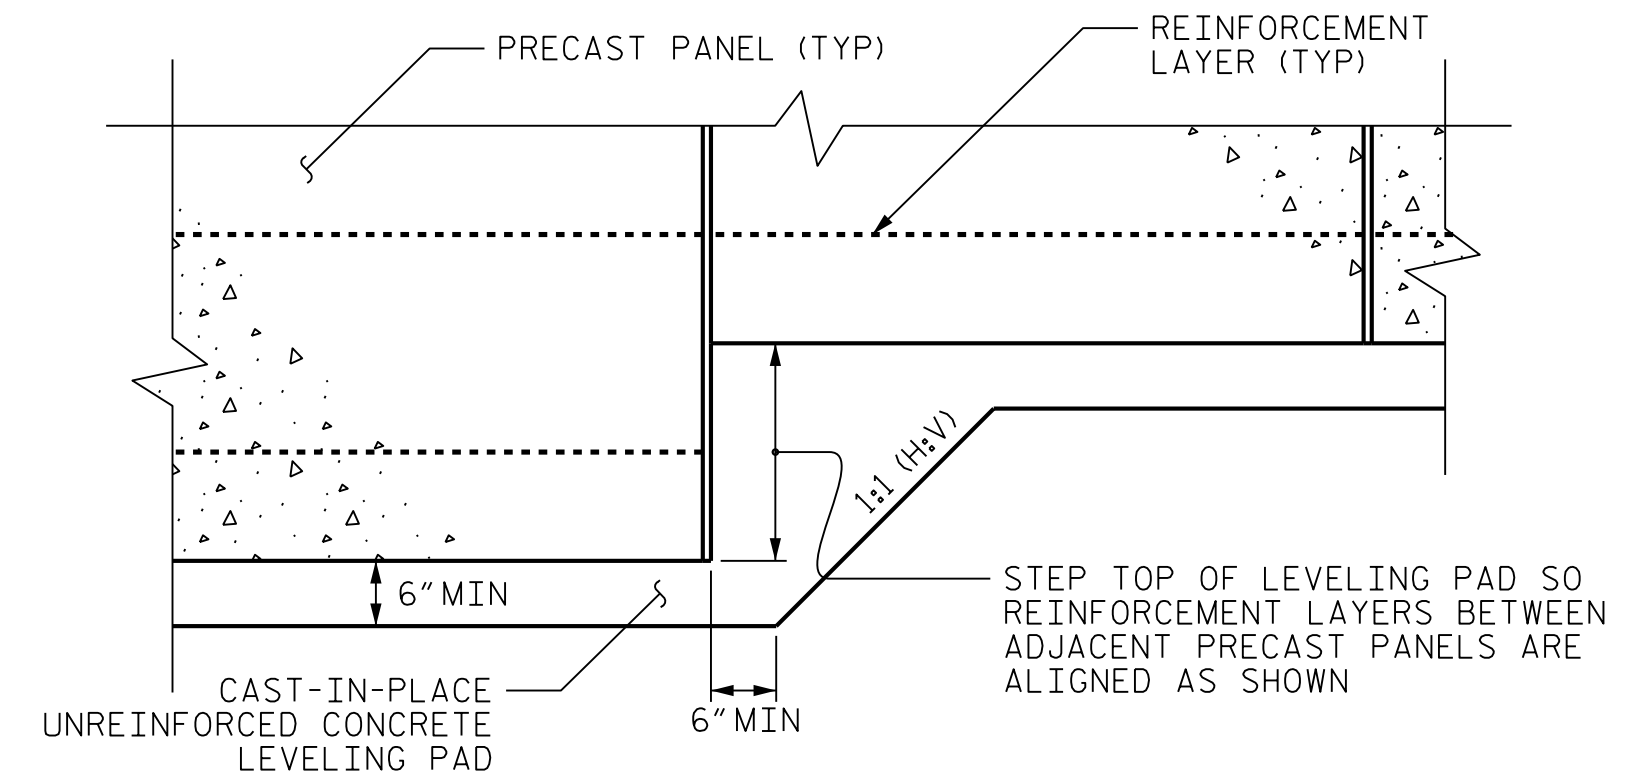 PRECAST PANEL (TYP)
REINFORCEMENT
LAYER (TYP)
1:1 (H:V)
6"MIN
STEP TOP OF LEVELING PAD SO
REINFORCEMENT LAYERS BETWEEN
ADJACENT PRECAST PANELS ARE
ALIGNED AS SHOWN
CAST-IN-PLACE
UNREINFORCED CONCRETE
LEVELING PAD
6"MIN